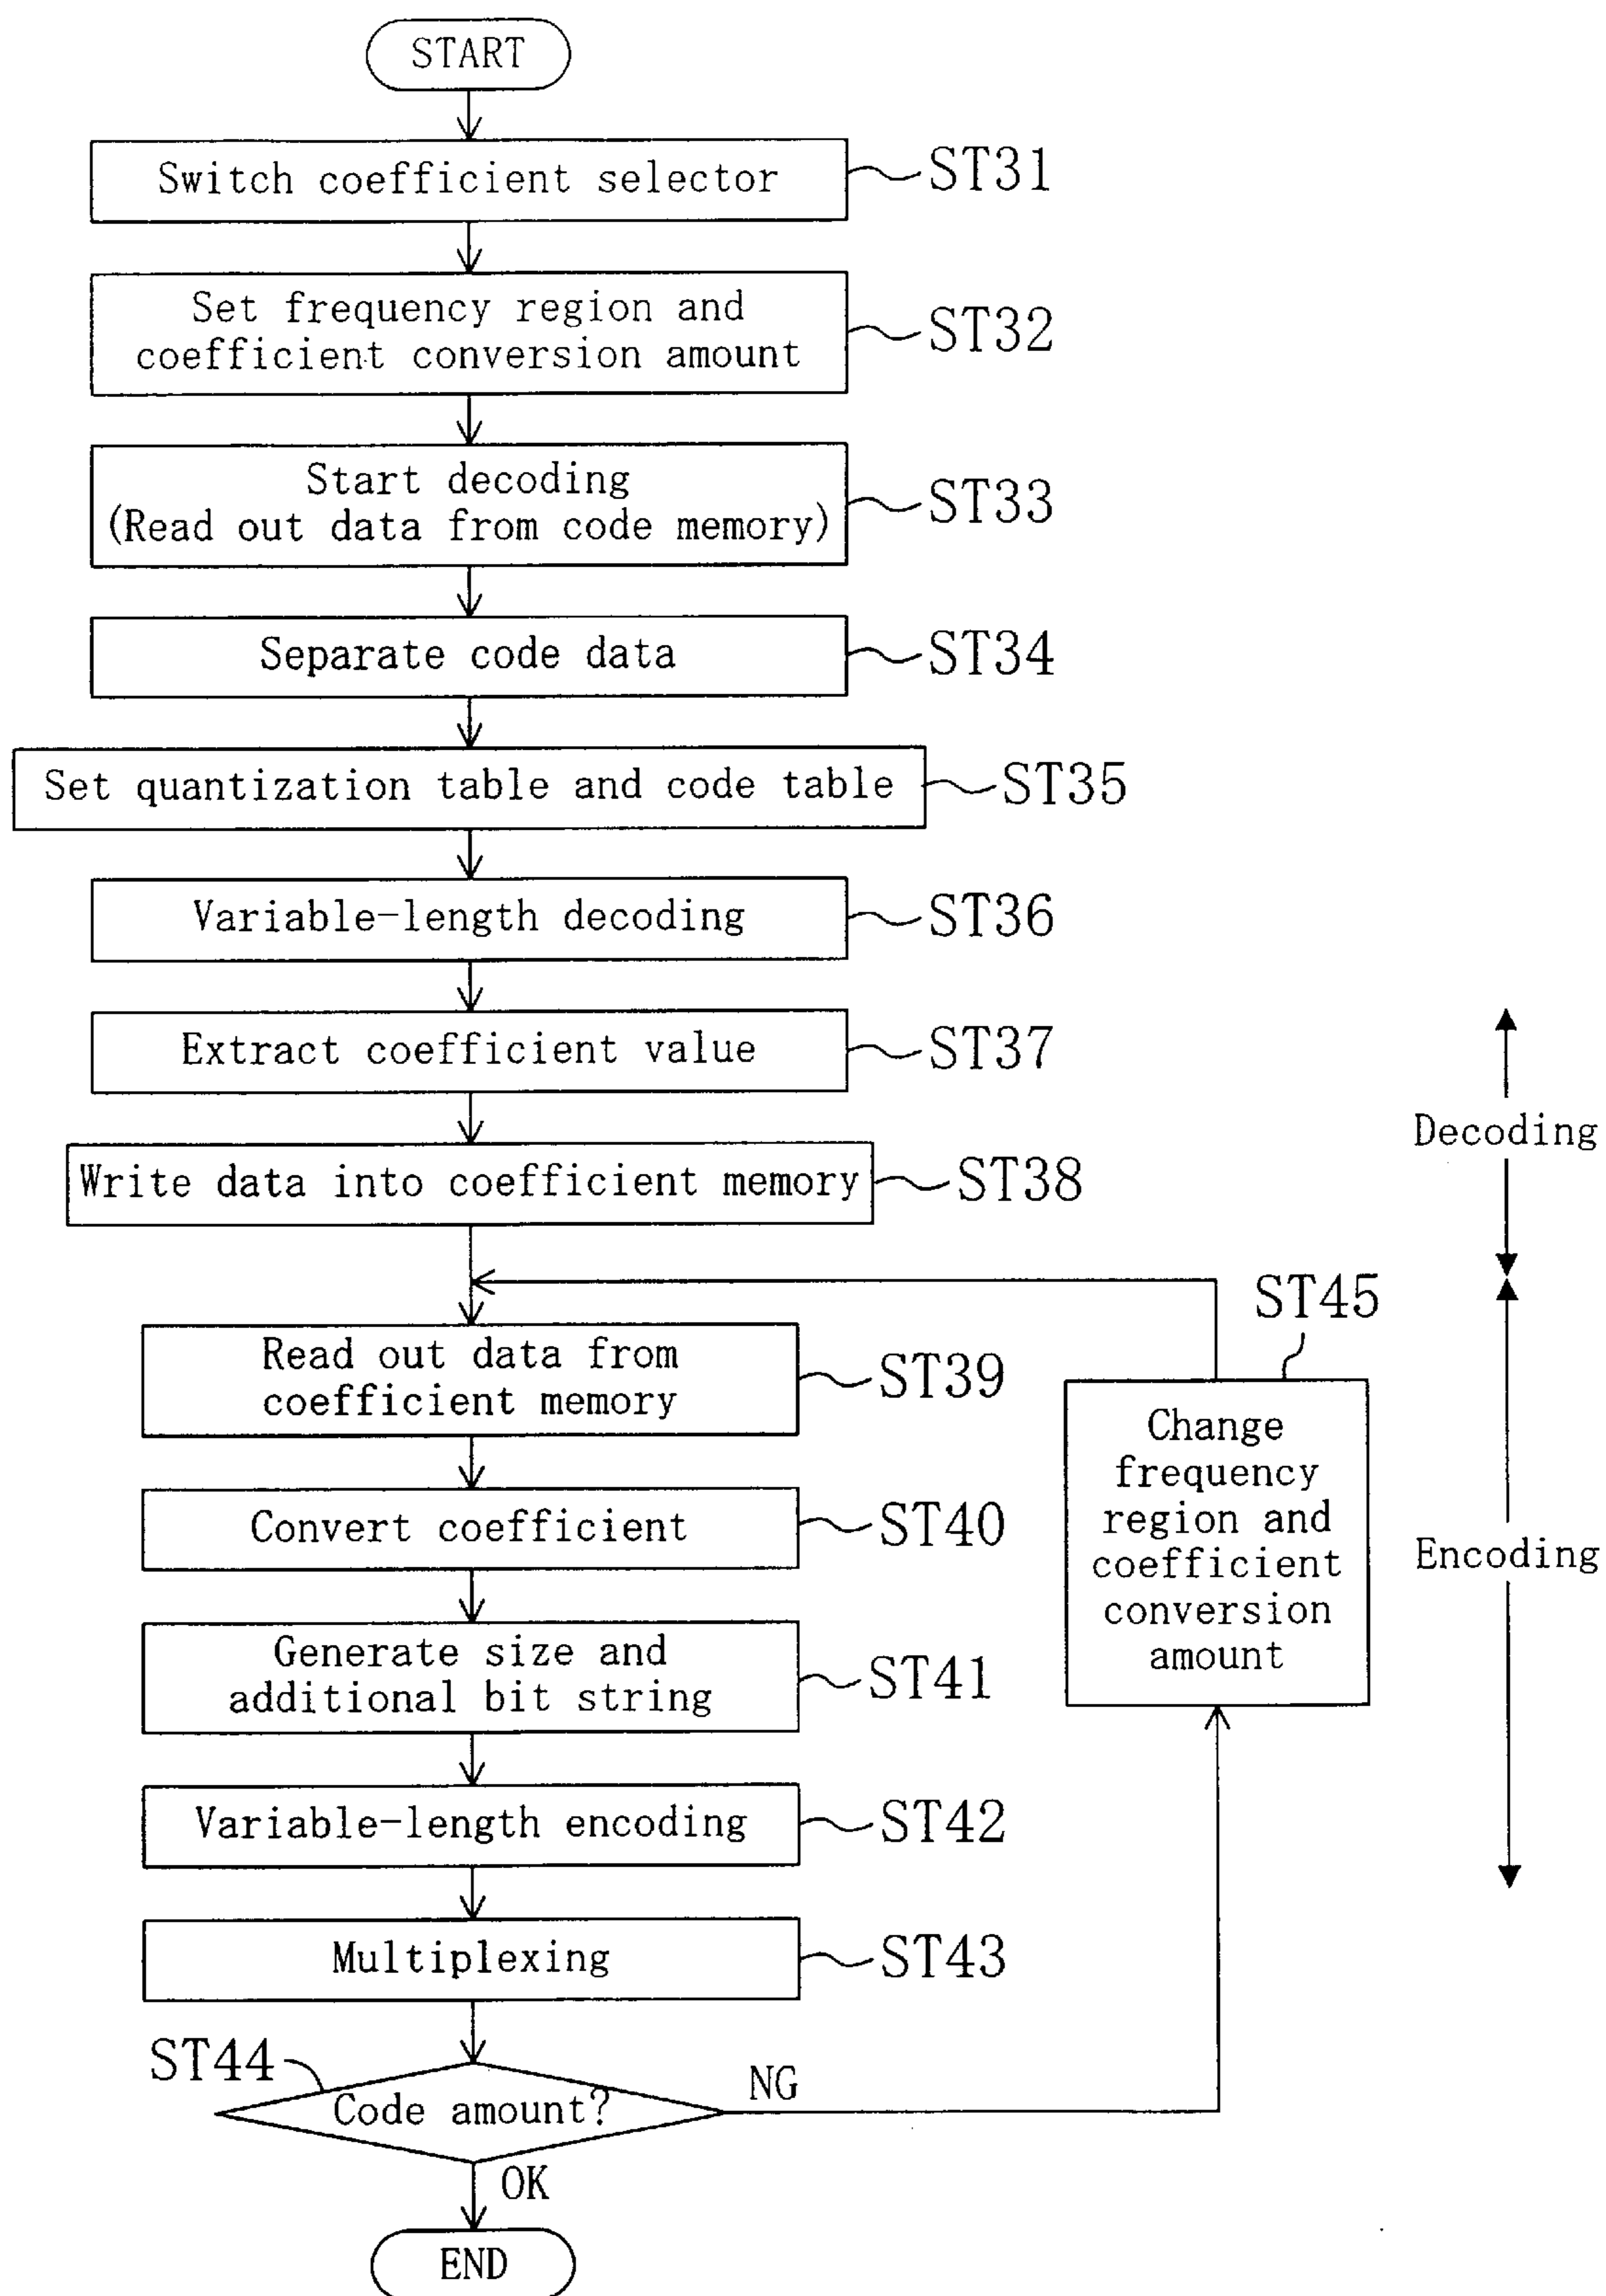 START
Switch coefficient selector
ST31
Set frequency region and
coefficient conversion amount
ST32
Start decoding
(Read out data from code memory)
ST33
Separate code data
ST34
Set quantization table and code table
ST35
Variable-length decoding
ST36
Extract coefficient value
ST37
Decoding
Write data into coefficient memory
ST38
ST45
Read out data from
coefficient memory
ST39
Change
frequency
region and
coefficient
conversion
amount
Encoding
Convert coefficient
ST40
Generate size and
additional bit string
ST41
Variable-length encoding
ST42
Multiplexing
ST43
ST44
Code amount?
NG
OK
END